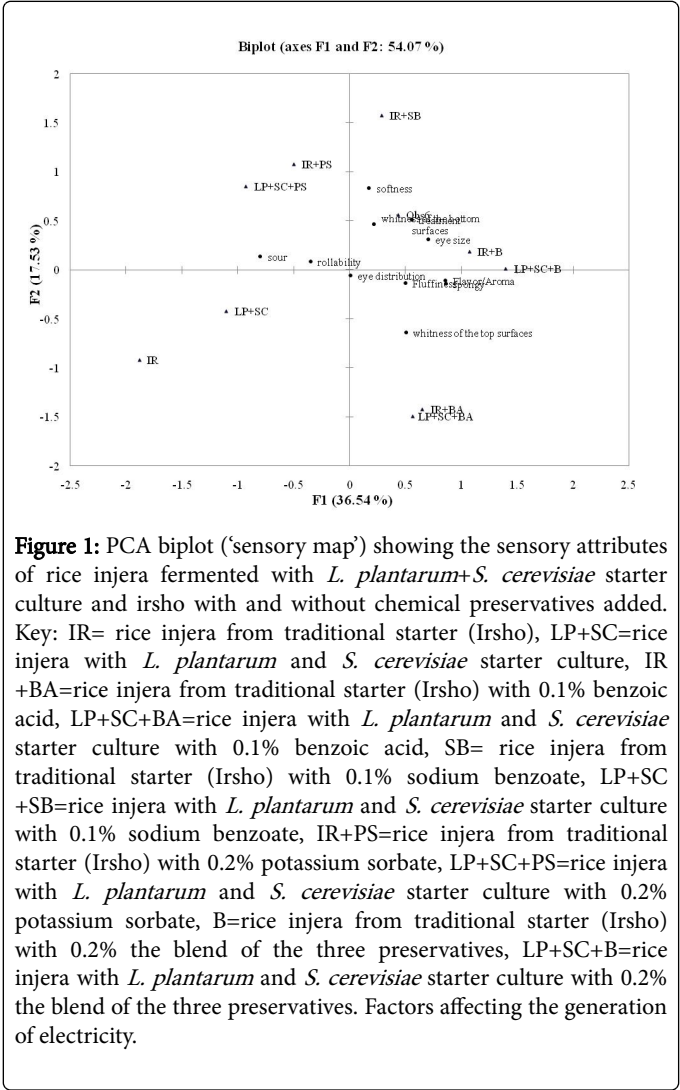 Biplot (axes F1 and F2: 54.07 %)
2
1.5
1
0.5
0
-0.5
-1
-1.5
-2
F2 (17.53 %)
IR+SB
IR+PS
LP+SC+PS
softness
whitness of the bottom
surfaces
eye size
IR+B
LP+SC+B
sour
rollability
eye distribution
Flavor/Aroma
LP+SC
whitness of the top surfaces
IR
IR+BA
LP+SC+BA
-2.5 -2 -1.5 -1 -0.5 0 0.5 1 1.5 2 2.5
F1 (36.54 %)
Figure 1: PCA biplot (‘sensory map’) showing the sensory attributes
of rice injera fermented with L. plantarum+S. cerevisiae starter
culture and irsho with and without chemical preservatives added.
Key: IR= rice injera from traditional starter (Irsho), LP+SC=rice
injera with L. plantarum and S. cerevisiae starter culture, IR
+BA=rice injera from traditional starter (Irsho) with 0.1% benzoic
acid, LP+SC+BA=rice injera with L. plantarum and S. cerevisiae
starter culture with 0.1% benzoic acid, SB= rice injera from
traditional starter (Irsho) with 0.1% sodium benzoate, LP+SC
+SB=rice injera with L. plantarum and S. cerevisiae starter culture
with 0.1% sodium benzoate, IR+PS=rice injera from traditional
starter (Irsho) with 0.2% potassium sorbate, LP+SC+PS=rice injera
with L. plantarum and S. cerevisiae starter culture with 0.2%
potassium sorbate, B=rice injera from traditional starter (Irsho)
with 0.2% the blend of the three preservatives, LP+SC+B=rice
injera with L. plantarum and S. cerevisiae starter culture with 0.2%
the blend of the three preservatives. Factors affecting the generation
of electricity.